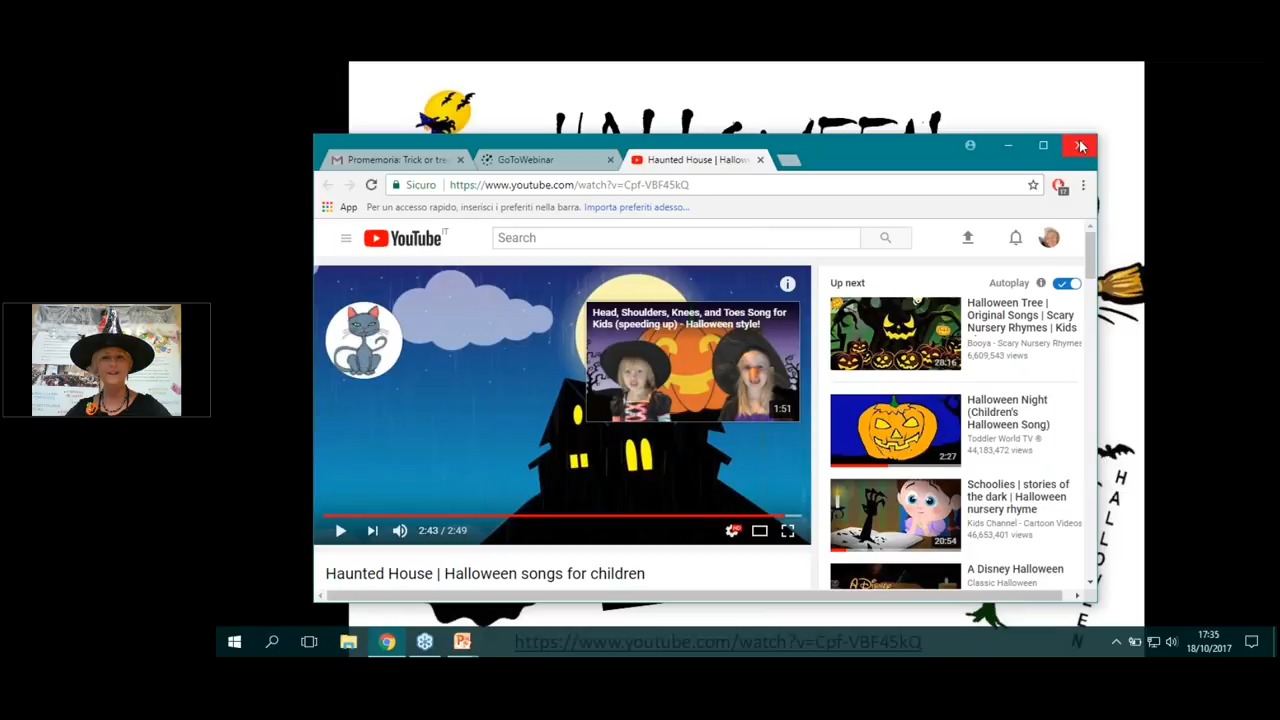 HALLOWEEN
Promemoria: Trick or tre
GoToWebinar
Haunted House | Hallow
Sicuro https://www.youtube.com/watch?v=Cpf-VBF45kQ
App Per un accesso rapido, inserisci i preferiti nella barra. Importa preferiti adesso...
YouTube IT
Search
Head, Shoulders, Knees, and Toes Song for
Kids (speeding up) - Halloween style!
1:51
2:43 / 2:49
HD
Haunted House | Halloween songs for children
Up next
Autoplay
Halloween Tree |
Original Songs | Scary
Nursery Rhymes | Kids
Booya - Scary Nursery Rhymes
6,609,543 views
28:16
Halloween Night
(Children's
Halloween Song)
Toddler World TV ®
44,183,472 views
2:27
Schoolies | stories of
the dark | Halloween
nursery rhyme
Kids Channel - Cartoon Videos
46,653,401 views
20:54
A Disney Halloween
Classic Halloween
A DISNEY
HALLOWEEN
https://www.youtube.com/watch?v=Cpf-VBF45kQ
17:35
18/10/2017